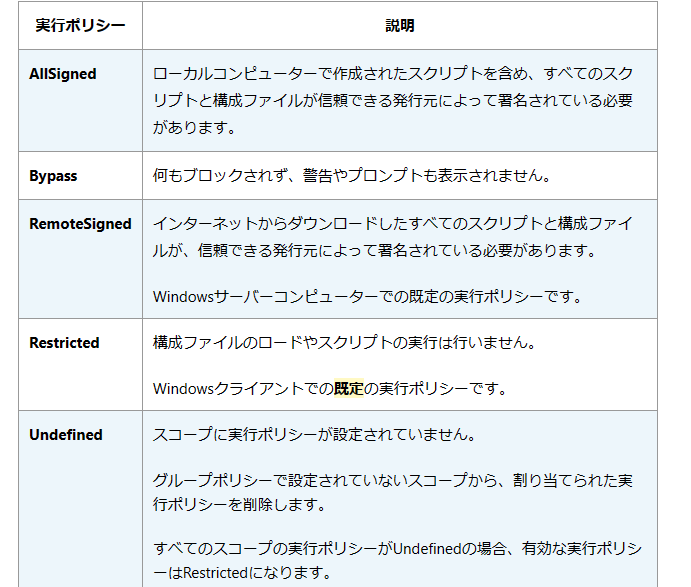 実行ポリシー 説明
AllSigned ローカルコンピューターで作成されたスクリプトを含め、すべてのスク
リプトと構成ファイルが信頼できる発行元によって署名されている必要
があります。
Bypass 何もブロックされず、警告やプロンプトも表示されません。
RemoteSigned インターネットからダウンロードしたすべてのスクリプトと構成ファイ
ルが、信頼できる発行元によって署名されている必要があります。
Windowsサーバーコンピューターでの既定の実行ポリシーです。
Restricted 構成ファイルのロードやスクリプトの実行は行いません。
Windowsクライアントでの既定の実行ポリシーです。
Undefined スコープに実行ポリシーが設定されていません。
グループポリシーで設定されていないスコープから、割り当てられた実
行ポリシーを削除します。
すべてのスコープの実行ポリシーがUndefinedの場合、有効な実行ポリシ
ーはRestrictedになります。